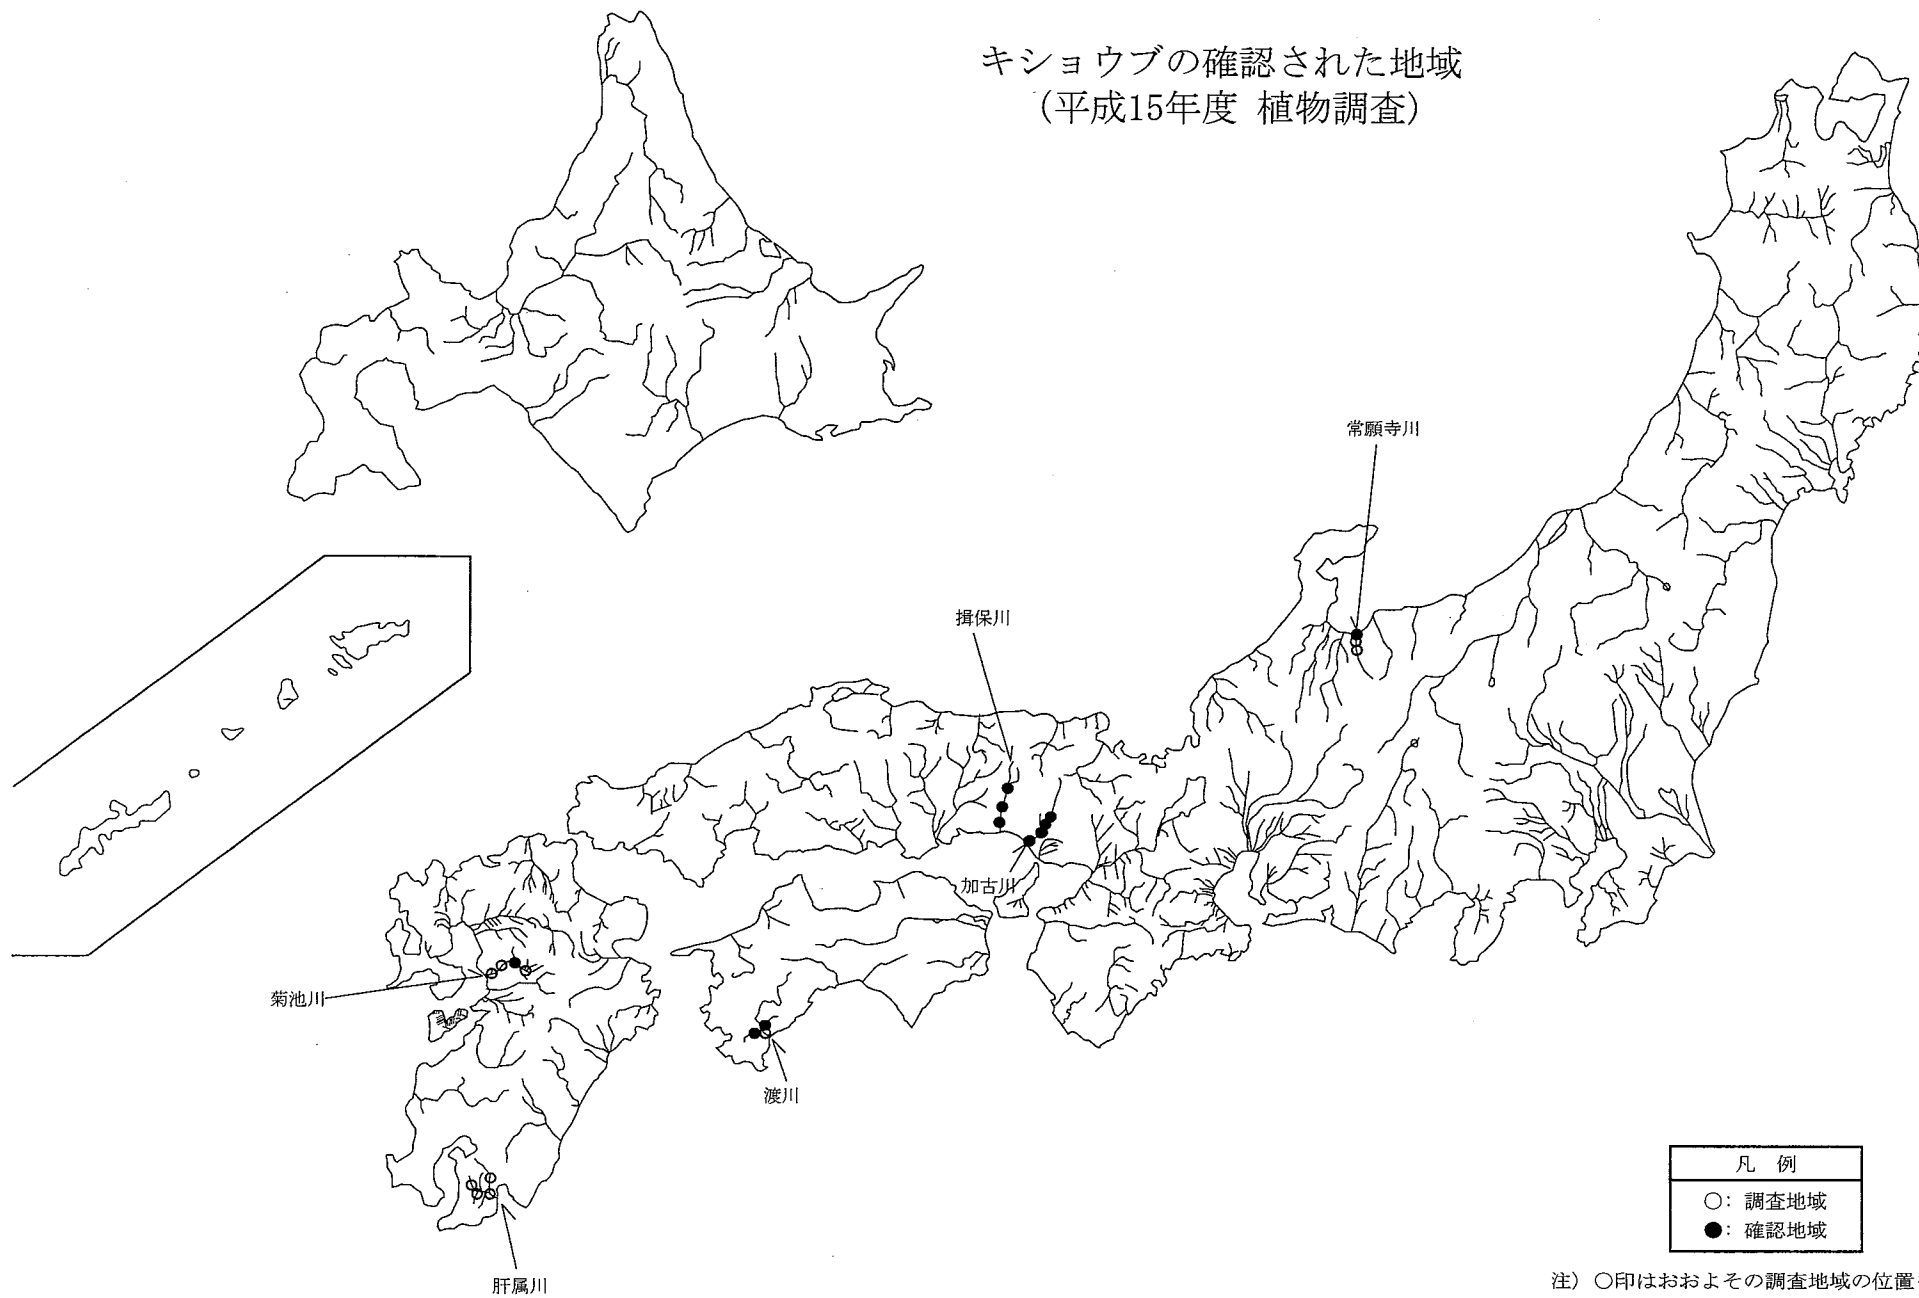 キショウブの確認された地域
(平成15年度 植物調査)
常願寺川
揖保川
加古川
菊池川
渡川
肝属川
凡 例
○: 調査地域
●: 確認地域
注) ○印はおおよその調査地域の位置